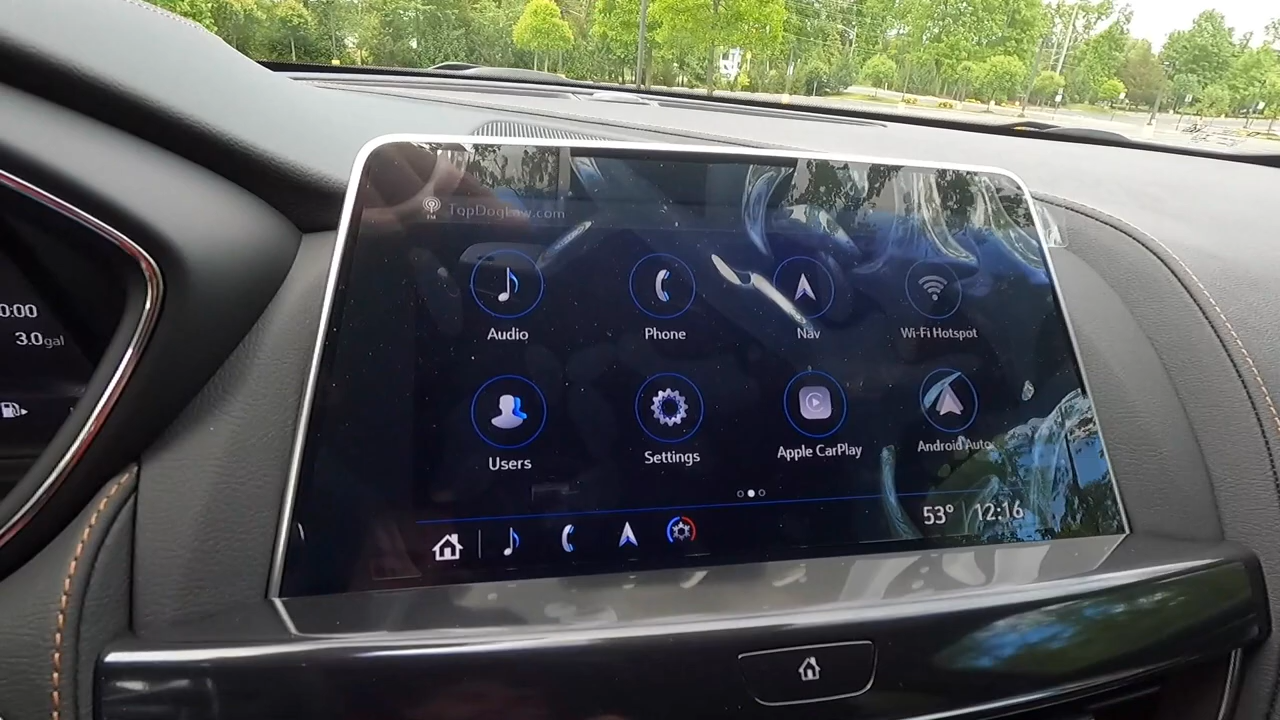 TopDogLaw.com
Audio Phone Nav Wi-Fi Hotspot
Users Settings Apple CarPlay Android Auto
53° 12:16
0:00
3.0gal